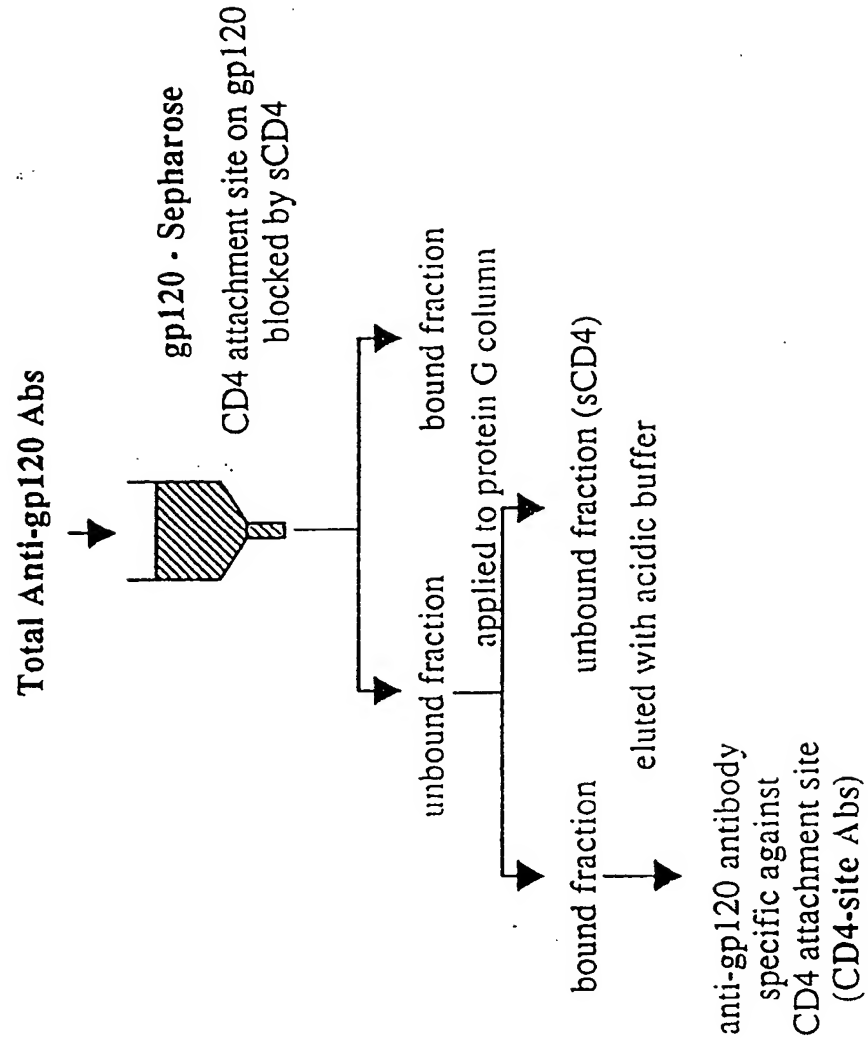 Total Anti-gp120 Abs
gp120 - Sepharose
CD4 attachment site on gp120
blocked by sCD4
unbound fraction
bound fraction
applied to protein G column
bound fraction
unbound fraction (sCD4)
eluted with acidic buffer
anti-gp120 antibody
specific against
CD4 attachment site
(CD4-site Abs)